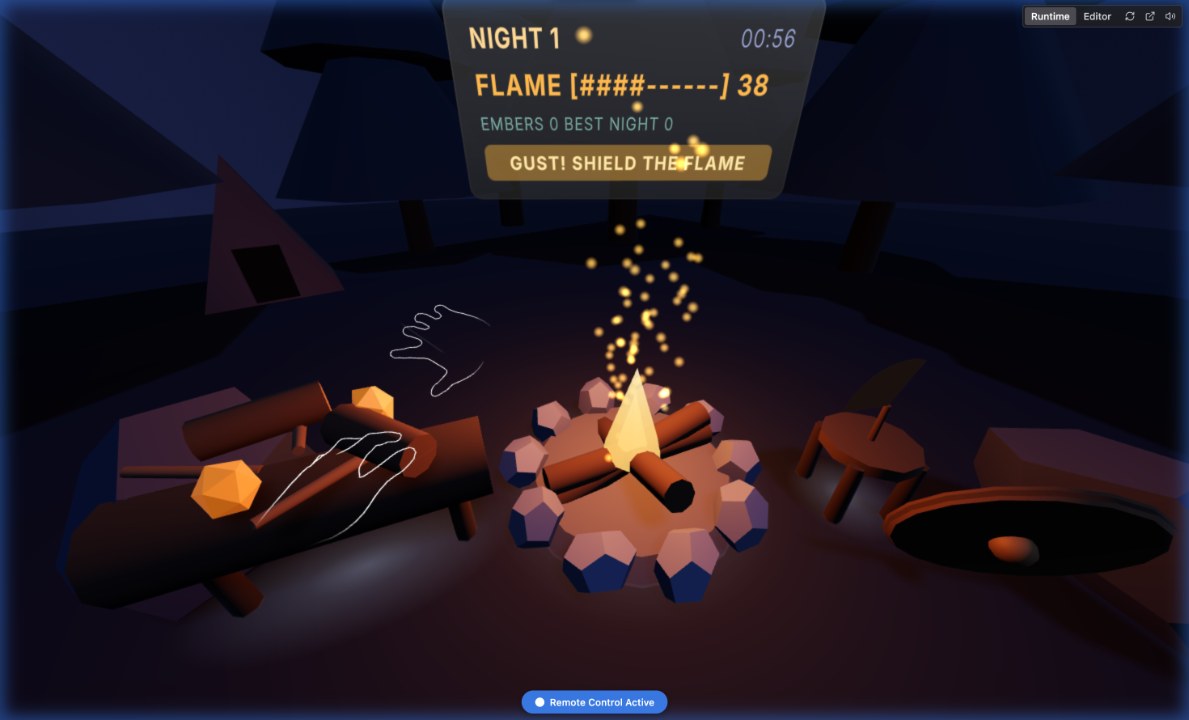 Runtime Editor
NIGHT 1 00:56
FLAME [####------] 38
EMBERS 0 BEST NIGHT 0
GUST! SHIELD THE FLAME
Remote Control Active